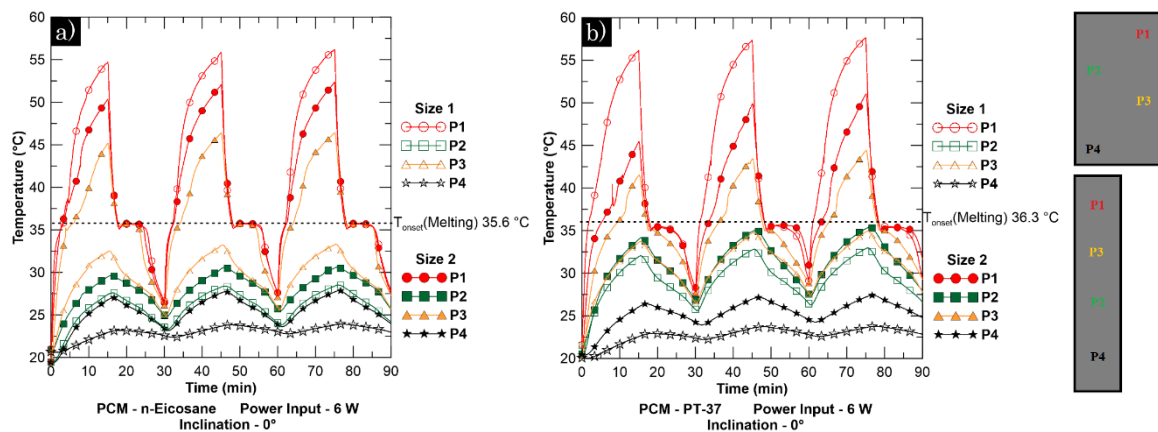 a)
60
55
50
45
40
35
30
25
20
Temperature (°C)
0 10 20 30 40 50 60 70 80 90
Time (min)
PCM - n-Eicosane Power Input - 6 W
Inclination - 0°
Size 1
P1
P2
P3
P4
Tonset(Melting) 35.6 °C
Size 2
P1
P2
P3
P4
b)
60
55
50
45
40
35
30
25
20
Temperature (°C)
0 10 20 30 40 50 60 70 80 90
Time (min)
PCM - PT-37 Power Input - 6 W
Inclination - 0°
Size 1
P1
P2
P3
P4
Tonset(Melting) 36.3 °C
Size 2
P1
P2
P3
P4
P1
P2
P3
P4
P1
P3
P2
P4